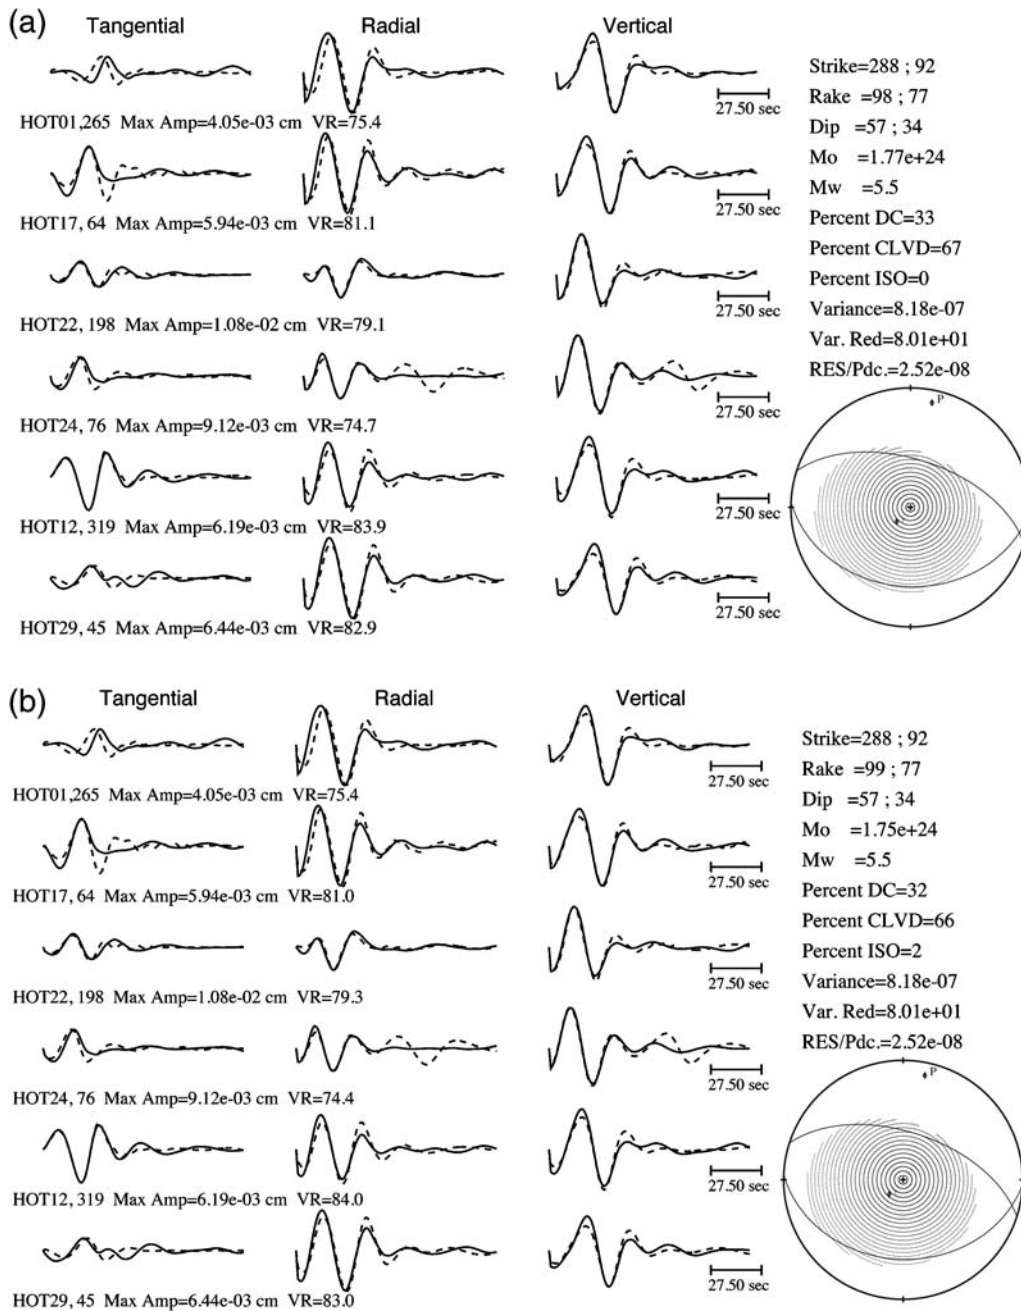 (a)
Tangential Radial Vertical
27.50 sec
HOT01,265 Max Amp=4.05e-03 cm VR=75.4
27.50 sec
HOT17, 64 Max Amp=5.94e-03 cm VR=81.1
27.50 sec
HOT22, 198 Max Amp=1.08e-02 cm VR=79.1
27.50 sec
HOT24, 76 Max Amp=9.12e-03 cm VR=74.7
27.50 sec
HOT12, 319 Max Amp=6.19e-03 cm VR=83.9
27.50 sec
HOT29, 45 Max Amp=6.44e-03 cm VR=82.9
Strike=288 ; 92
Rake =98 ; 77
Dip =57 ; 34
Mo =1.77e+24
Mw =5.5
Percent DC=33
Percent CLVD=67
Percent ISO=0
Variance=8.18e-07
Var. Red=8.01e+01
RES/Pdc.=2.52e-08
P
(b)
Tangential Radial Vertical
27.50 sec
HOT01,265 Max Amp=4.05e-03 cm VR=75.4
27.50 sec
HOT17, 64 Max Amp=5.94e-03 cm VR=81.0
27.50 sec
HOT22, 198 Max Amp=1.08e-02 cm VR=79.3
27.50 sec
HOT24, 76 Max Amp=9.12e-03 cm VR=74.4
27.50 sec
HOT12, 319 Max Amp=6.19e-03 cm VR=84.0
27.50 sec
HOT29, 45 Max Amp=6.44e-03 cm VR=83.0
Strike=288 ; 92
Rake =99 ; 77
Dip =57 ; 34
Mo =1.75e+24
Mw =5.5
Percent DC=32
Percent CLVD=66
Percent ISO=2
Variance=8.18e-07
Var. Red=8.01e+01
RES/Pdc.=2.52e-08
P